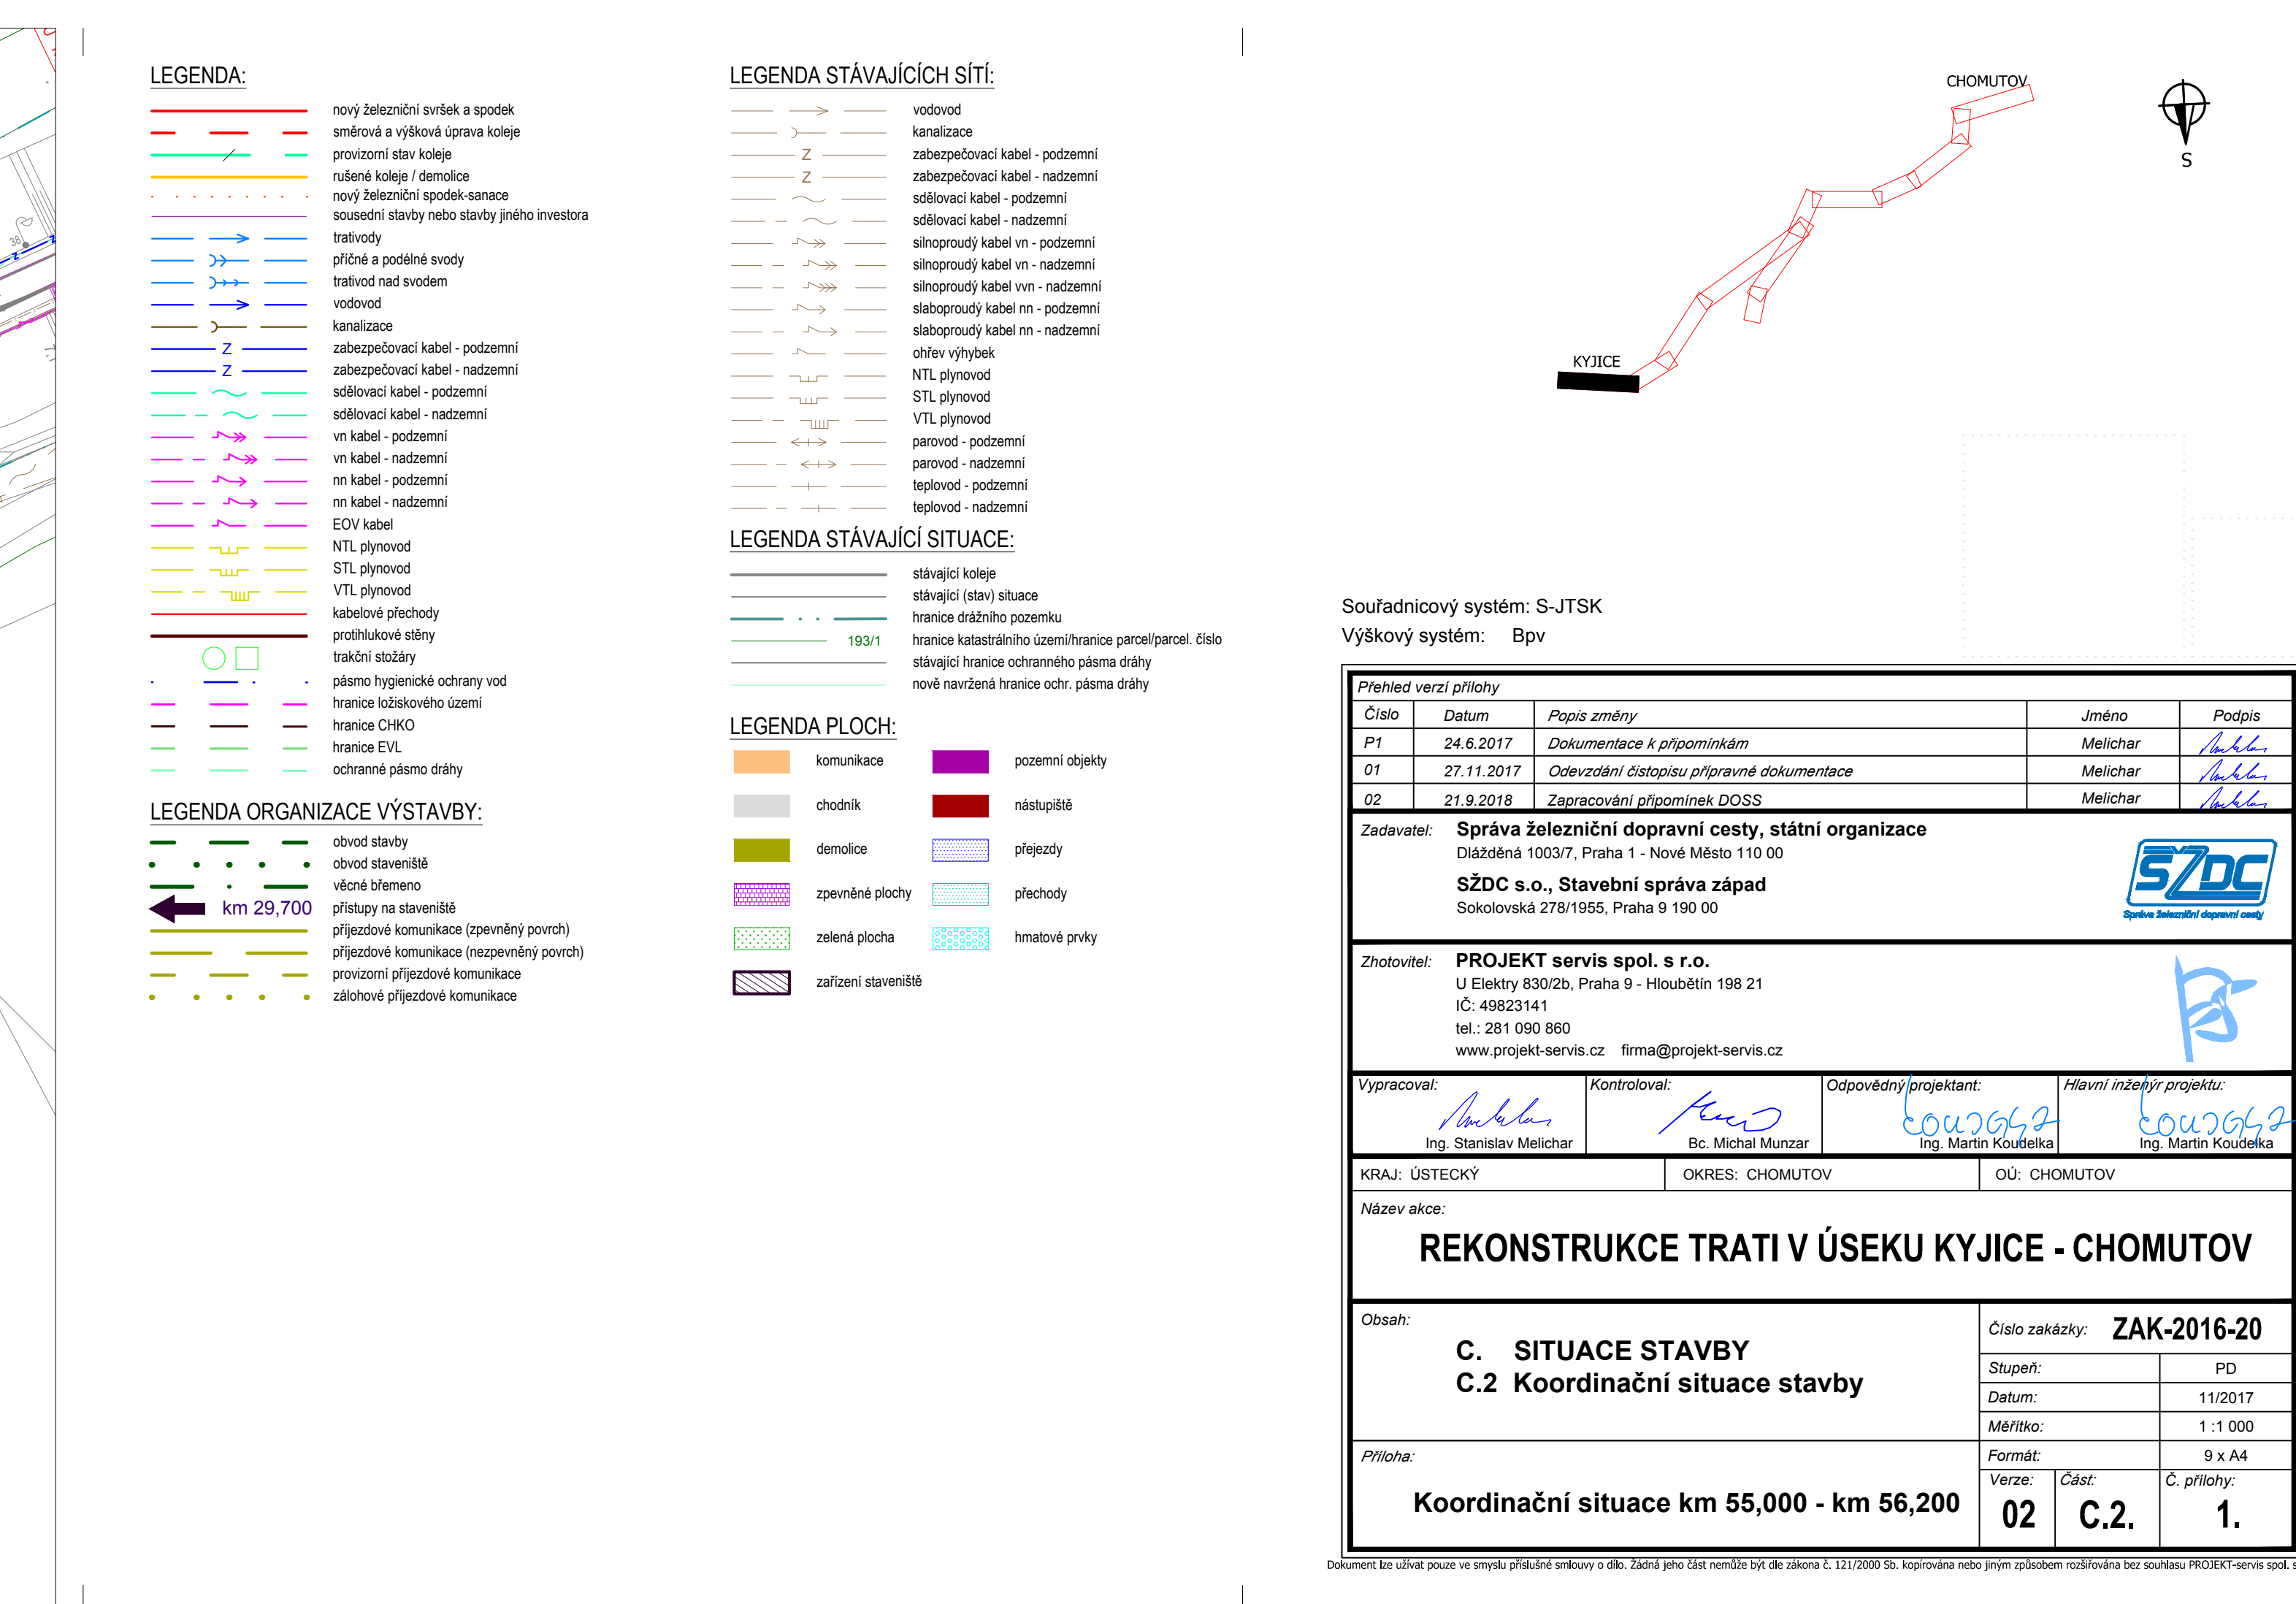 LEGENDA:
nový železniční svršek a spodek
směrová a výšková úprava koleje
provizorní stav koleje
rušené koleje / demolice
nový železniční spodek-sanace
sousední stavby nebo stavby jiného investora
trativody
příčné a podélné svody
trativod nad svodem
vodovod
kanalizace
Z zabezpečovací kabel - podzemní
Z zabezpečovací kabel - nadzemní
sdělovací kabel - podzemní
sdělovací kabel - nadzemní
vn kabel - podzemní
vn kabel - nadzemní
nn kabel - podzemní
nn kabel - nadzemní
EOV kabel
NTL plynovod
STL plynovod
VTL plynovod
kabelové přechody
protihlukové stěny
trakční stožáry
pásmo hygienické ochrany vod
hranice ložiskového území
hranice CHKO
hranice EVL
ochranné pásmo dráhy
LEGENDA ORGANIZACE VÝSTAVBY:
obvod stavby
obvod staveniště
věcné břemeno
km 29,700 přístupy na staveniště
příjezdové komunikace (zpevněný povrch)
příjezdové komunikace (nezpevněný povrch)
provizorní příjezdové komunikace
zálohové příjezdové komunikace
LEGENDA STÁVAJÍCÍCH SÍTÍ:
vodovod
kanalizace
Z zabezpečovací kabel - podzemní
Z zabezpečovací kabel - nadzemní
sdělovací kabel - podzemní
sdělovací kabel - nadzemní
silnoproudý kabel vn - podzemní
silnoproudý kabel vn - nadzemní
silnoproudý kabel vvn - nadzemní
slaboproudý kabel nn - podzemní
slaboproudý kabel nn - nadzemní
ohřev výhybek
NTL plynovod
STL plynovod
VTL plynovod
parovod - podzemní
parovod - nadzemní
teplovod - podzemní
teplovod - nadzemní
LEGENDA STÁVAJÍCÍ SITUACE:
stávající koleje
stávající (stav) situace
hranice drážního pozemku
193/1 hranice katastrálního území/hranice parcel/parcel. číslo
stávající hranice ochranného pásma dráhy
nově navržená hranice ochr. pásma dráhy
LEGENDA PLOCH:
komunikace pozemní objekty
chodník nástupiště
demolice přejezdy
zpevněné plochy přechody
zelená plocha hmatové prvky
zařízení staveniště
38
z
z
CHOMUTOV
S
KYJICE
Souřadnicový systém: S-JTSK
Výškový systém: Bpv
Přehled verzí přílohy
Číslo Datum Popis změny Jméno Podpis
P1 24.6.2017 Dokumentace k připomínkám Melichar
01 27.11.2017 Odevzdání čistopisu přípravné dokumentace Melichar
02 21.9.2018 Zapracování připomínek DOSS Melichar
Zadavatel: Správa železniční dopravní cesty, státní organizace
Dlážděná 1003/7, Praha 1 - Nové Město 110 00
SŽDC s.o., Stavební správa západ
Sokolovská 278/1955, Praha 9 190 00
SŽDC
Správa železniční dopravní cesty
Zhotovitel: PROJEKT servis spol. s r.o.
U Elektry 830/2b, Praha 9 - Hloubětín 198 21
IČ: 49823141
tel.: 281 090 860
www.projekt-servis.cz firma@projekt-servis.cz
Vypracoval: Kontroloval: Odpovědný projektant: Hlavní inženýr projektu:
Ing. Stanislav Melichar Bc. Michal Munzar Ing. Martin Koudelka Ing. Martin Koudelka
KRAJ: ÚSTECKÝ OKRES: CHOMUTOV OÚ: CHOMUTOV
Název akce:
REKONSTRUKCE TRATI V ÚSEKU KYJICE - CHOMUTOV
Obsah:
C. SITUACE STAVBY
C.2 Koordinační situace stavby
Číslo zakázky: ZAK-2016-20
Stupeň: PD
Datum: 11/2017
Měřítko: 1 :1 000
Formát: 9 x A4
Příloha:
Koordinační situace km 55,000 - km 56,200
Verze: Část: Č. přílohy:
02 C.2. 1.
Dokument lze užívat pouze ve smyslu příslušné smlouvy o dílo. Žádná jeho část nemůže být dle zákona č. 121/2000 Sb. kopírována nebo jiným způsobem rozšiřována bez souhlasu PROJEKT-servis spol. s